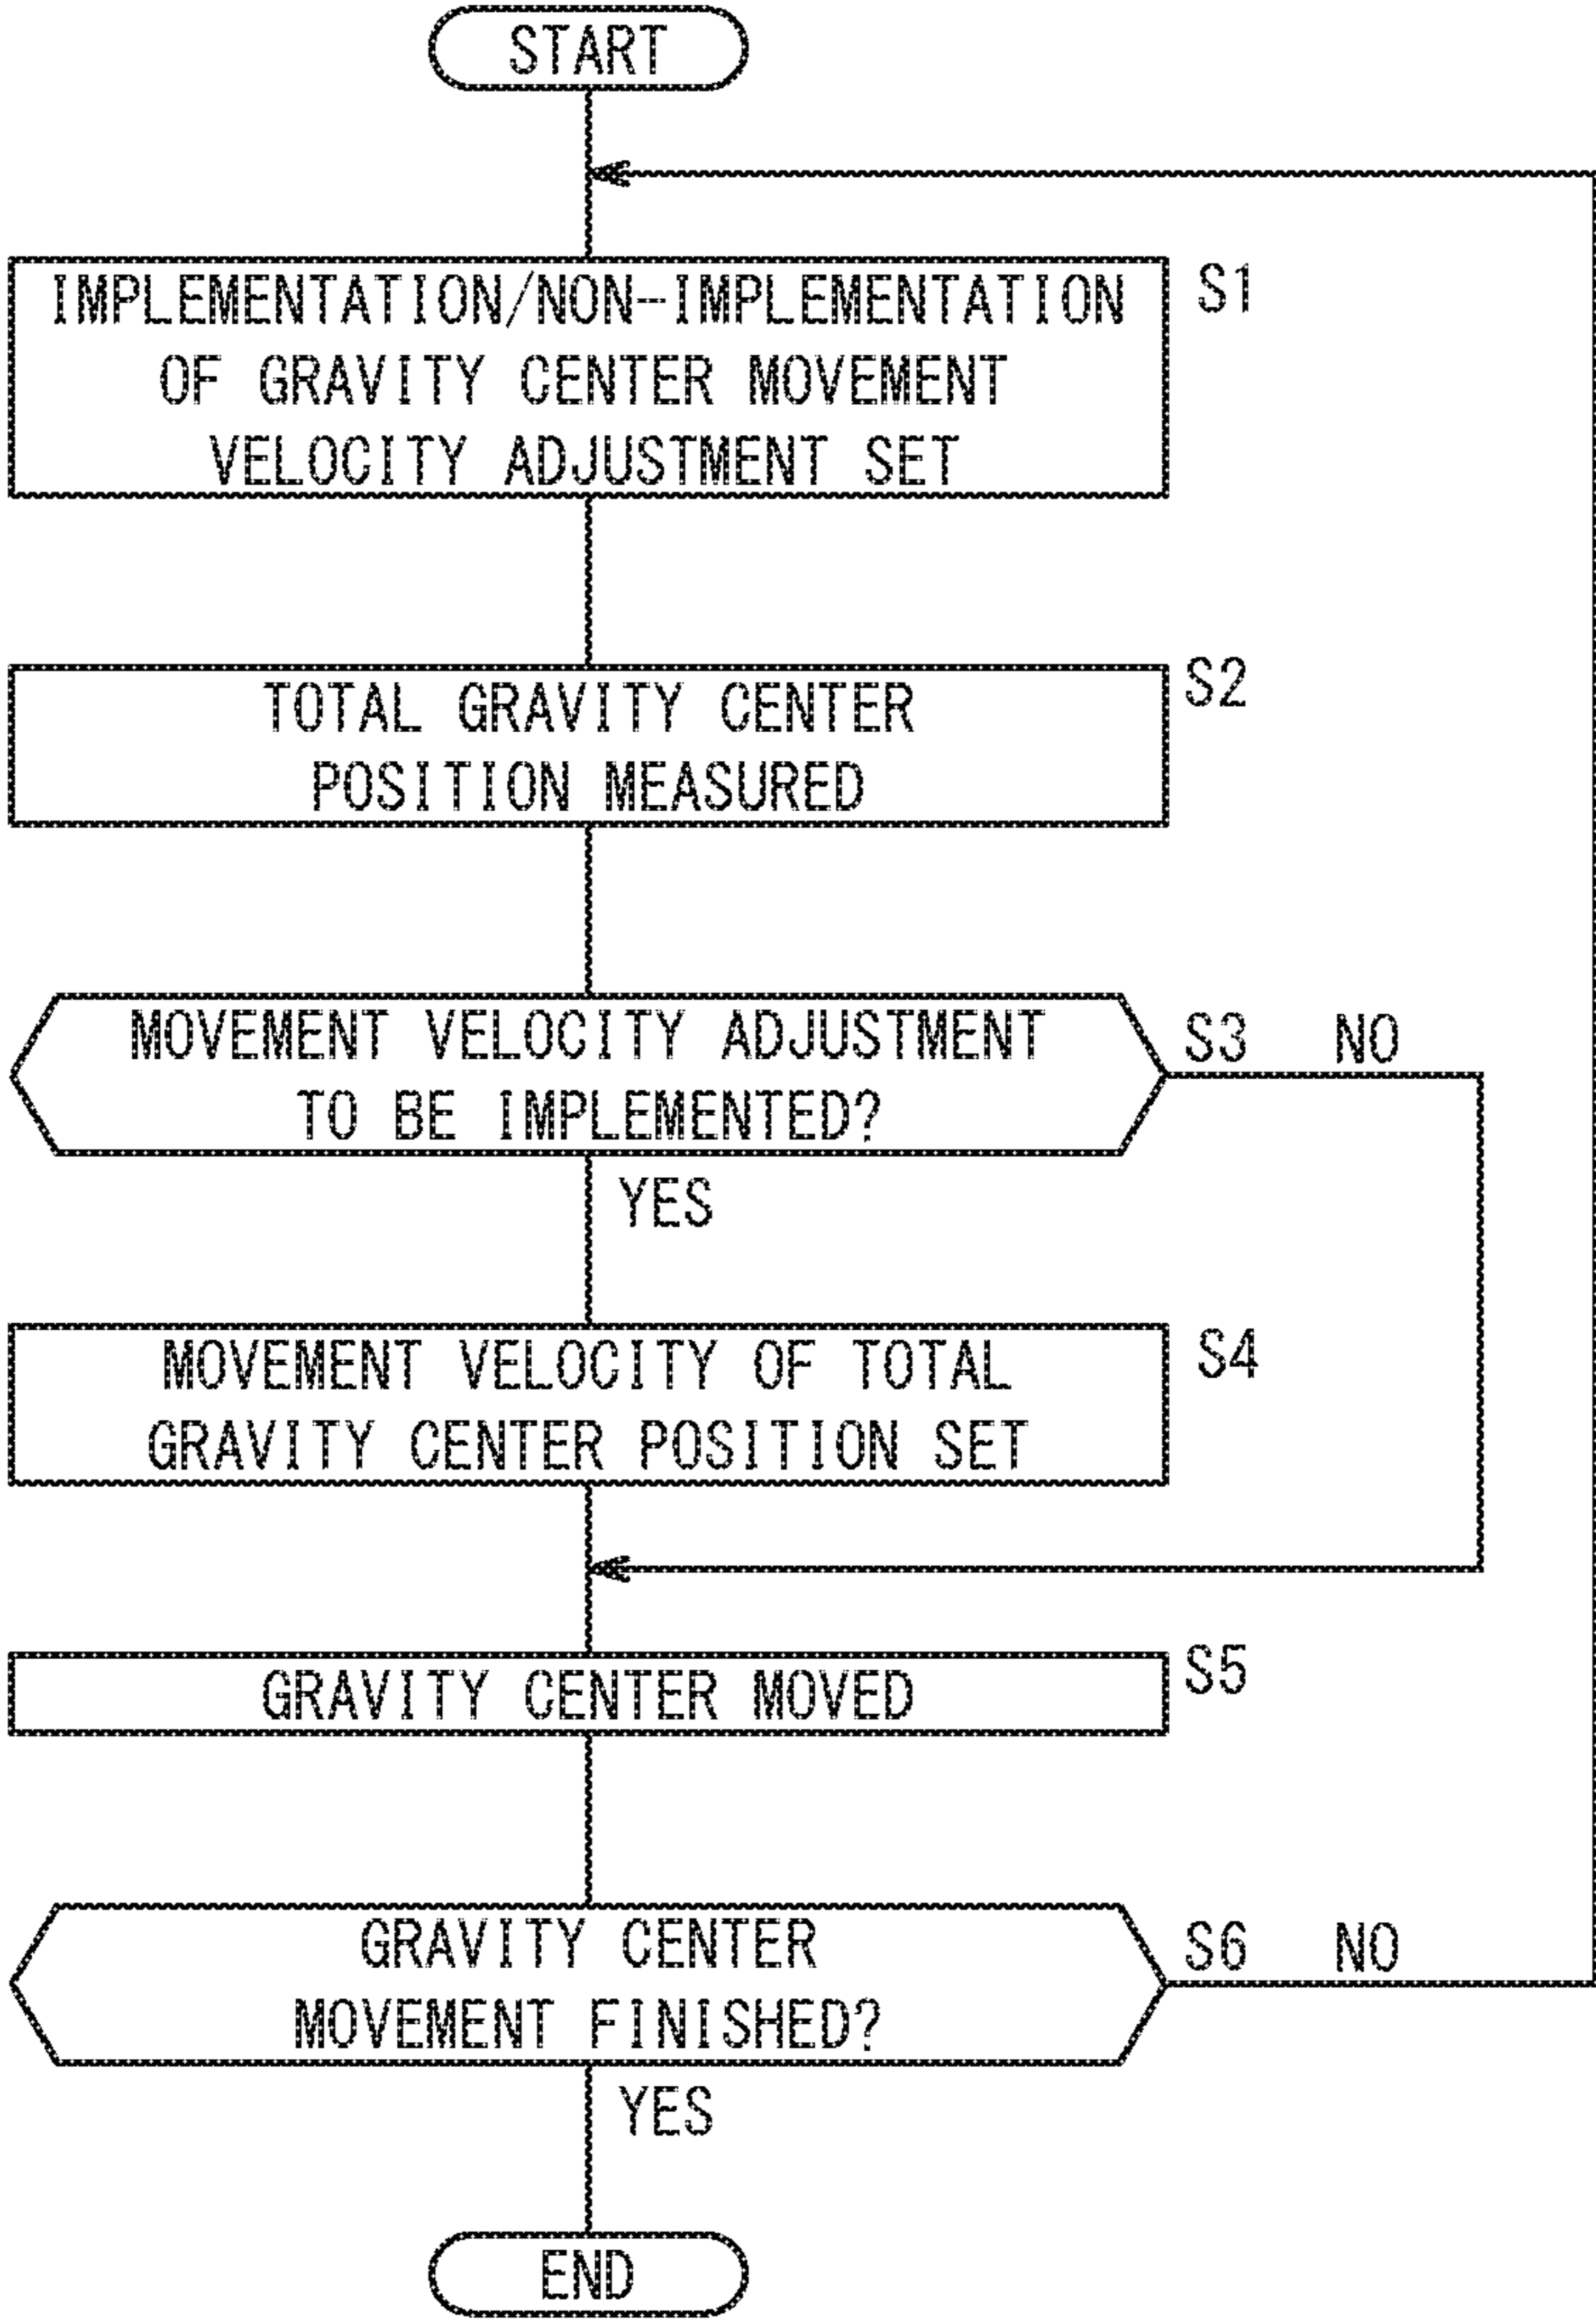 START
IMPLEMENTATION/NON-IMPLEMENTATION
OF GRAVITY CENTER MOVEMENT
VELOCITY ADJUSTMENT SET
S1
TOTAL GRAVITY CENTER
POSITION MEASURED
S2
MOVEMENT VELOCITY ADJUSTMENT
TO BE IMPLEMENTED?
S3 NO
YES
MOVEMENT VELOCITY OF TOTAL
GRAVITY CENTER POSITION SET
S4
GRAVITY CENTER MOVED
S5
GRAVITY CENTER
MOVEMENT FINISHED?
S6 NO
YES
END